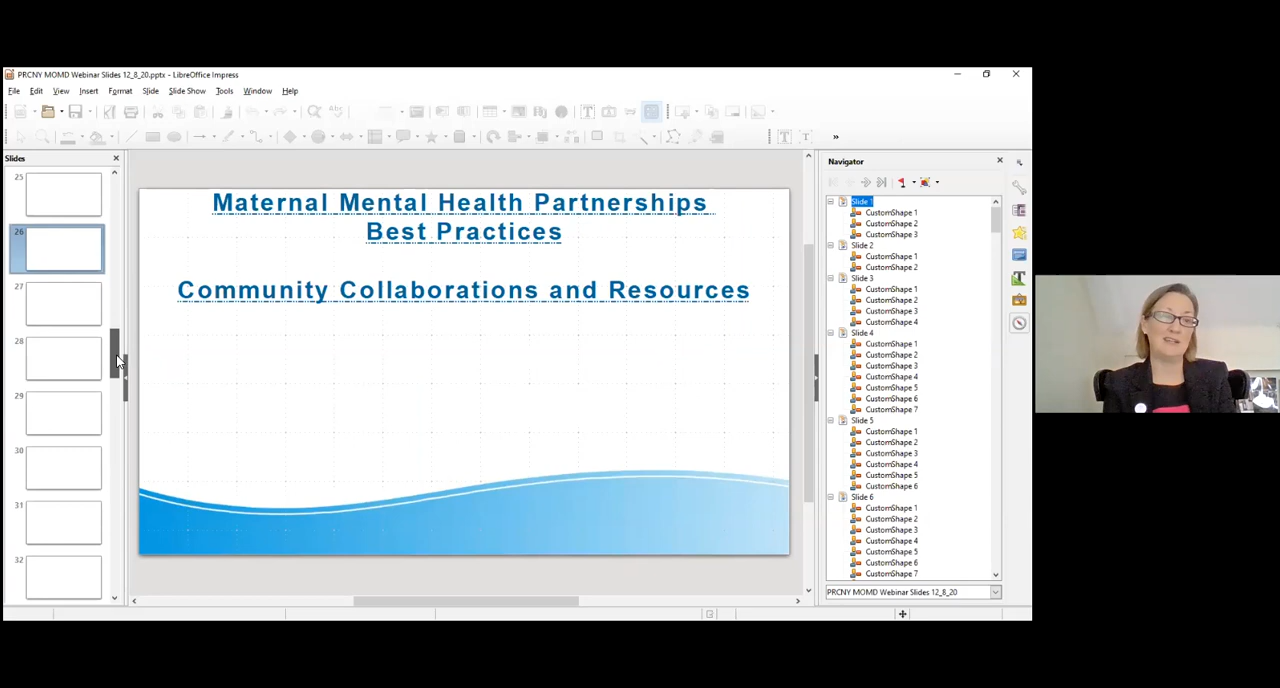 PRCNY MOMD Webinar Slides 12_8_20.pptx - LibreOffice Impress
File Edit View Insert Format Slide Slide Show Tools Window Help
Slides
25
26
27
28
29
30
31
32
Maternal Mental Health Partnerships
Best Practices
Community Collaborations and Resources
Navigator
Slide 1
CustomShape 1
CustomShape 2
CustomShape 3
Slide 2
CustomShape 1
CustomShape 2
Slide 3
CustomShape 1
CustomShape 2
CustomShape 3
CustomShape 4
Slide 4
CustomShape 1
CustomShape 2
CustomShape 3
CustomShape 4
CustomShape 5
CustomShape 6
CustomShape 7
Slide 5
CustomShape 1
CustomShape 2
CustomShape 3
CustomShape 4
CustomShape 5
CustomShape 6
Slide 6
CustomShape 1
CustomShape 2
CustomShape 3
CustomShape 4
CustomShape 5
CustomShape 6
CustomShape 7
PRCNY MOMD Webinar Slides 12_8_20